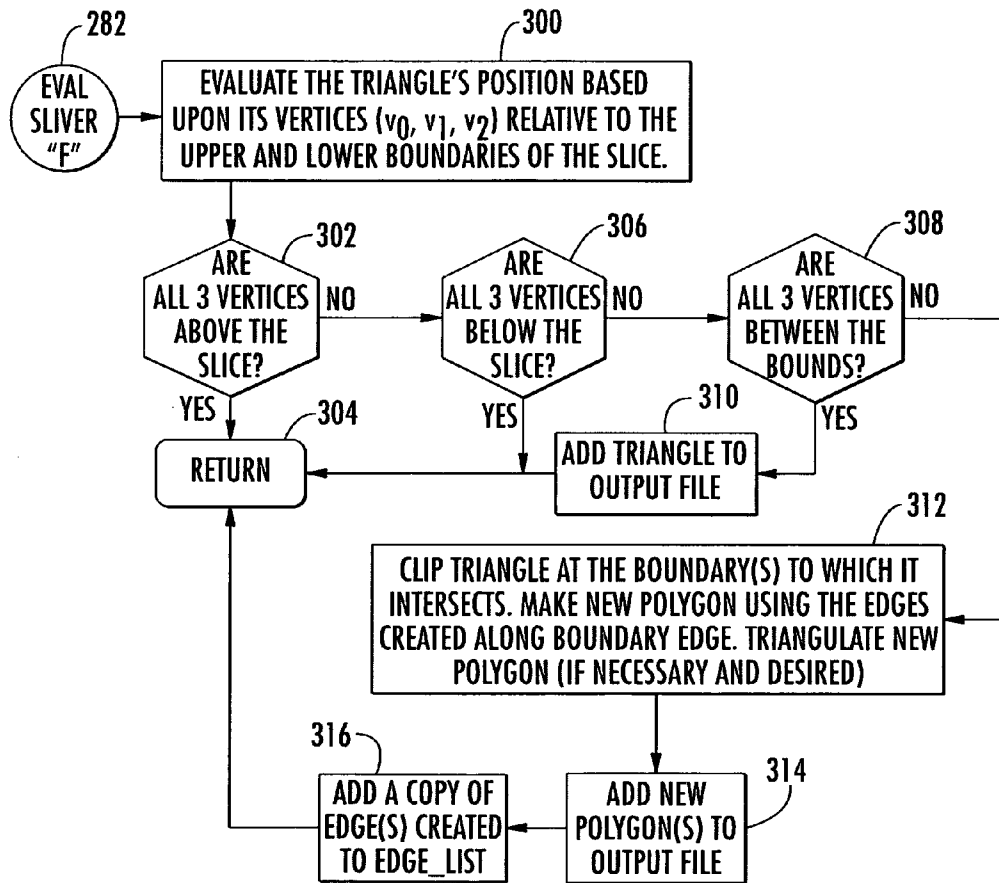 282
EVAL
SLIVER
"F"
300
EVALUATE THE TRIANGLE'S POSITION BASED
UPON ITS VERTICES (v0, v1, v2) RELATIVE TO THE
UPPER AND LOWER BOUNDARIES OF THE SLICE.
302
ARE
ALL 3 VERTICES
ABOVE THE
SLICE?
NO
YES
306
ARE
ALL 3 VERTICES
BELOW THE
SLICE?
NO
YES
308
ARE
ALL 3 VERTICES
BETWEEN THE
BOUNDS?
NO
YES
304
RETURN
310
ADD TRIANGLE TO
OUTPUT FILE
312
CLIP TRIANGLE AT THE BOUNDARY(S) TO WHICH IT
INTERSECTS. MAKE NEW POLYGON USING THE EDGES
CREATED ALONG BOUNDARY EDGE. TRIANGULATE NEW
POLYGON (IF NECESSARY AND DESIRED)
314
ADD NEW
POLYGON(S) TO
OUTPUT FILE
316
ADD A COPY OF
EDGE(S) CREATED
TO EDGE_LIST